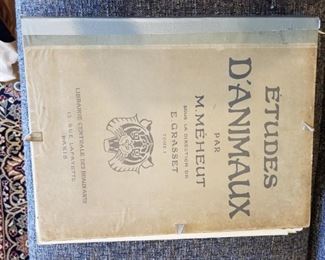 ÉTUDES
D'ANIMAUX
PAR
M. MÉHEUT
SOUS LA DIRECTION DE
E. GRASSET
TOME I
LIBRAIRIE CENTRALE DES BEAUX-ARTS
13, RUE LAFAYETTE
PARIS